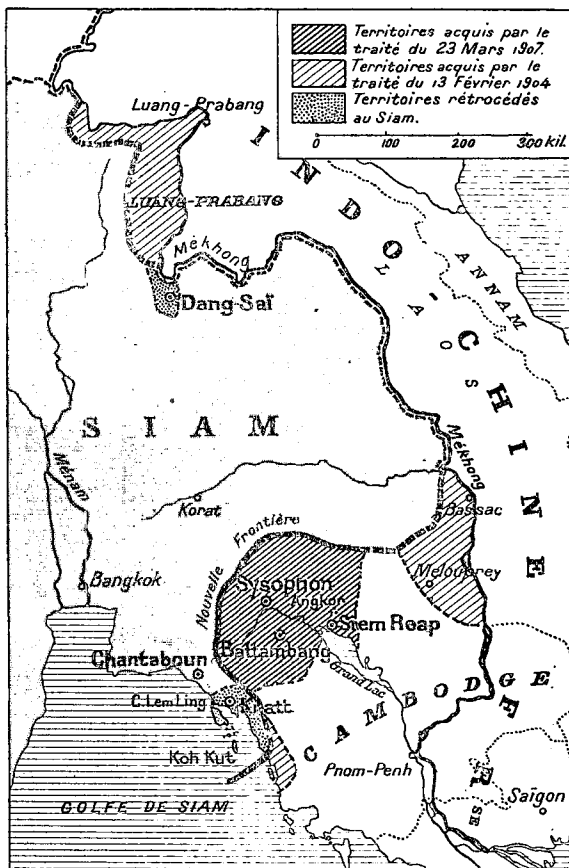 Territoires acquis par le
traité du 23 Mars 1907.
Territoires acquis par le
traité du 13 Février 1904
Territoires rétrocédés
au Siam.
0 100 200 300 kil.
Luang-Prabang
LUANG-PRABANG
INDO-CHINE
LAOS
ANNAM
Mékhong
Dang-Saï
SIAM
Ménam
Korat
Mékhong
Bassac
Nouvelle Frontière
Melouprey
Bangkok
Sysophon
Angkor
Siem Reap
Battambang
Chantaboun
Grand Lac
C. Lem Ling
Kratt
CAMBODGE
Koh Kut
Pnom-Penh
GOLFE DE SIAM
Saïgon